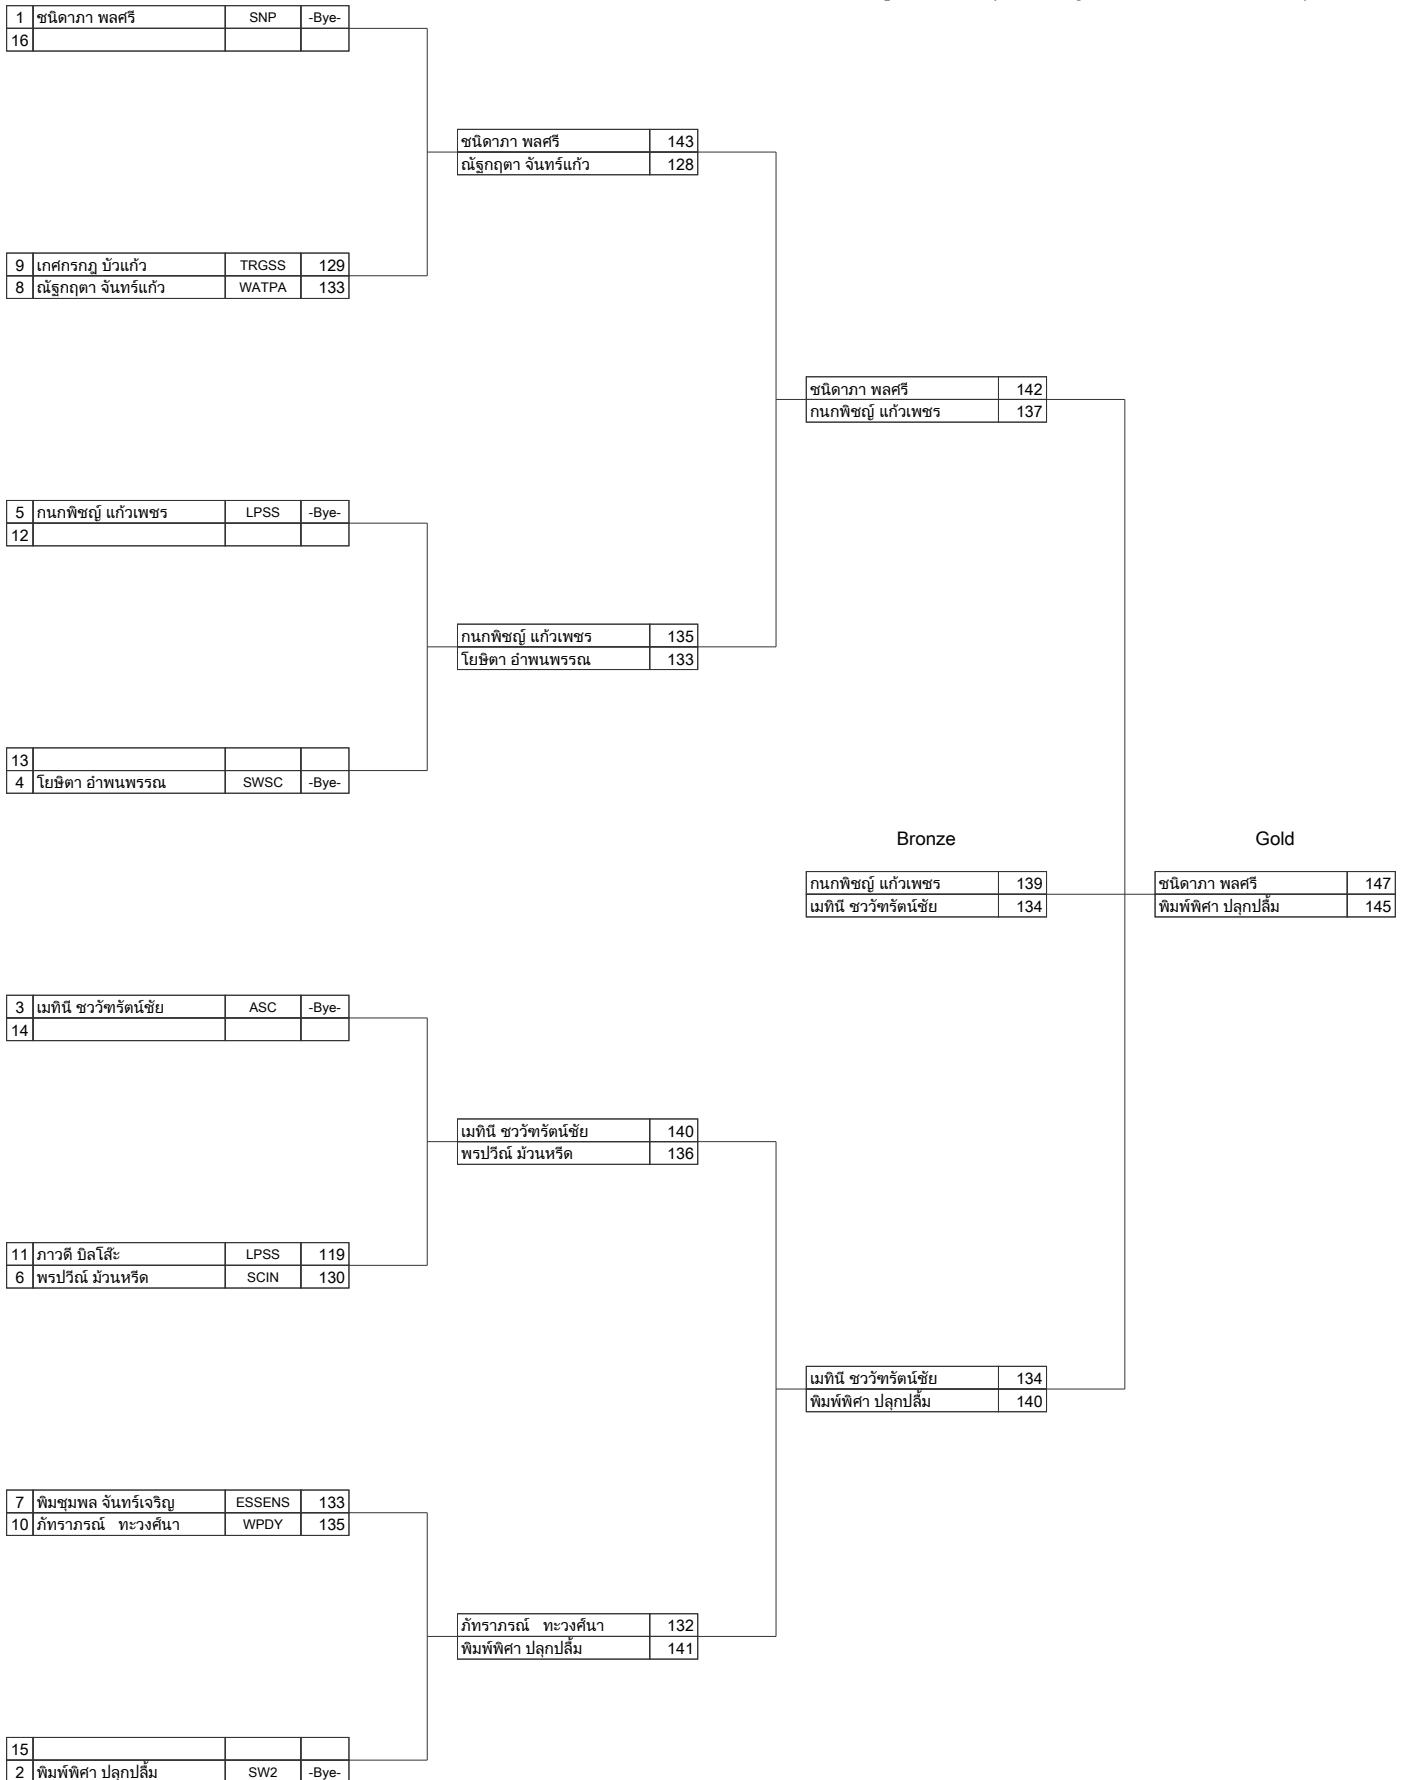 1 ชนิดาภา พลศรี SNP -Bye-
16
ชนิดาภา พลศรี 143
ณัฐกฤตา จันทร์แก้ว 128
9 เกศกรกฎ บัวแก้ว TRGSS 129
8 ณัฐกฤตา จันทร์แก้ว WATPA 133
ชนิดาภา พลศรี 142
กนกพิชญ์ แก้วเพชร 137
5 กนกพิชญ์ แก้วเพชร LPSS -Bye-
12
กนกพิชญ์ แก้วเพชร 135
โยษิตา อำพนพรรณ 133
13
4 โยษิตา อำพนพรรณ SWSC -Bye-
Bronze Gold
กนกพิชญ์ แก้วเพชร 139 ชนิดาภา พลศรี 147
เมทินี ชววัฑรัตน์ชัย 134 พิมพ์พิศา ปลุกปลื้ม 145
3 เมทินี ชววัฑรัตน์ชัย ASC -Bye-
14
เมทินี ชววัฑรัตน์ชัย 140
พรปวีณ์ ม้วนหรีด 136
11 ภาวดี บิลโส๊ะ LPSS 119
6 พรปวีณ์ ม้วนหรีด SCIN 130
เมทินี ชววัฑรัตน์ชัย 134
พิมพ์พิศา ปลุกปลื้ม 140
7 พิมชุมพล จันทร์เจริญ ESSENS 133
10 ภัทราภรณ์ ทะวงศ์นา WPDY 135
ภัทราภรณ์ ทะวงศ์นา 132
พิมพ์พิศา ปลุกปลื้ม 141
15
2 พิมพ์พิศา ปลุกปลื้ม SW2 -Bye-